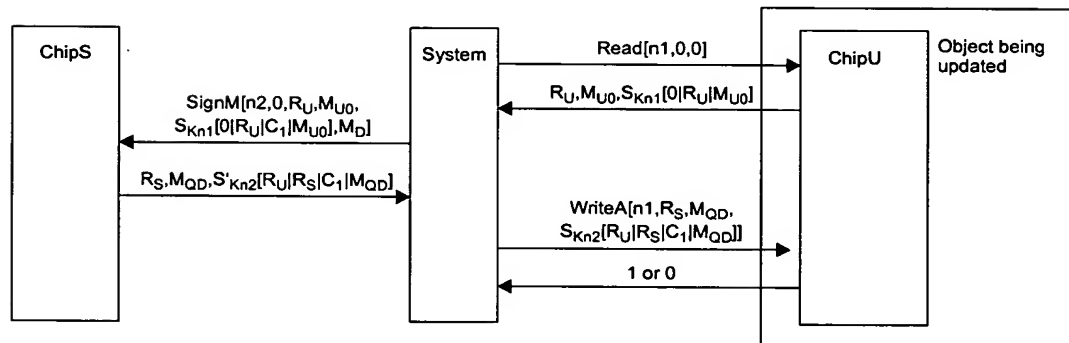 ChipS
System
ChipU
Object being
updated
Read[n1,0,0]
R_U,M_U0,S_Kn1[0|R_U|M_U0]
SignM[n2,0,R_U,M_U0,
S_Kn1[0|R_U|C_1|M_U0],M_D]
R_S,M_QD,S'_Kn2[R_U|R_S|C_1|M_QD]
WriteA[n1,R_S,M_QD,
S_Kn2[R_U|R_S|C_1|M_QD]]
1 or 0